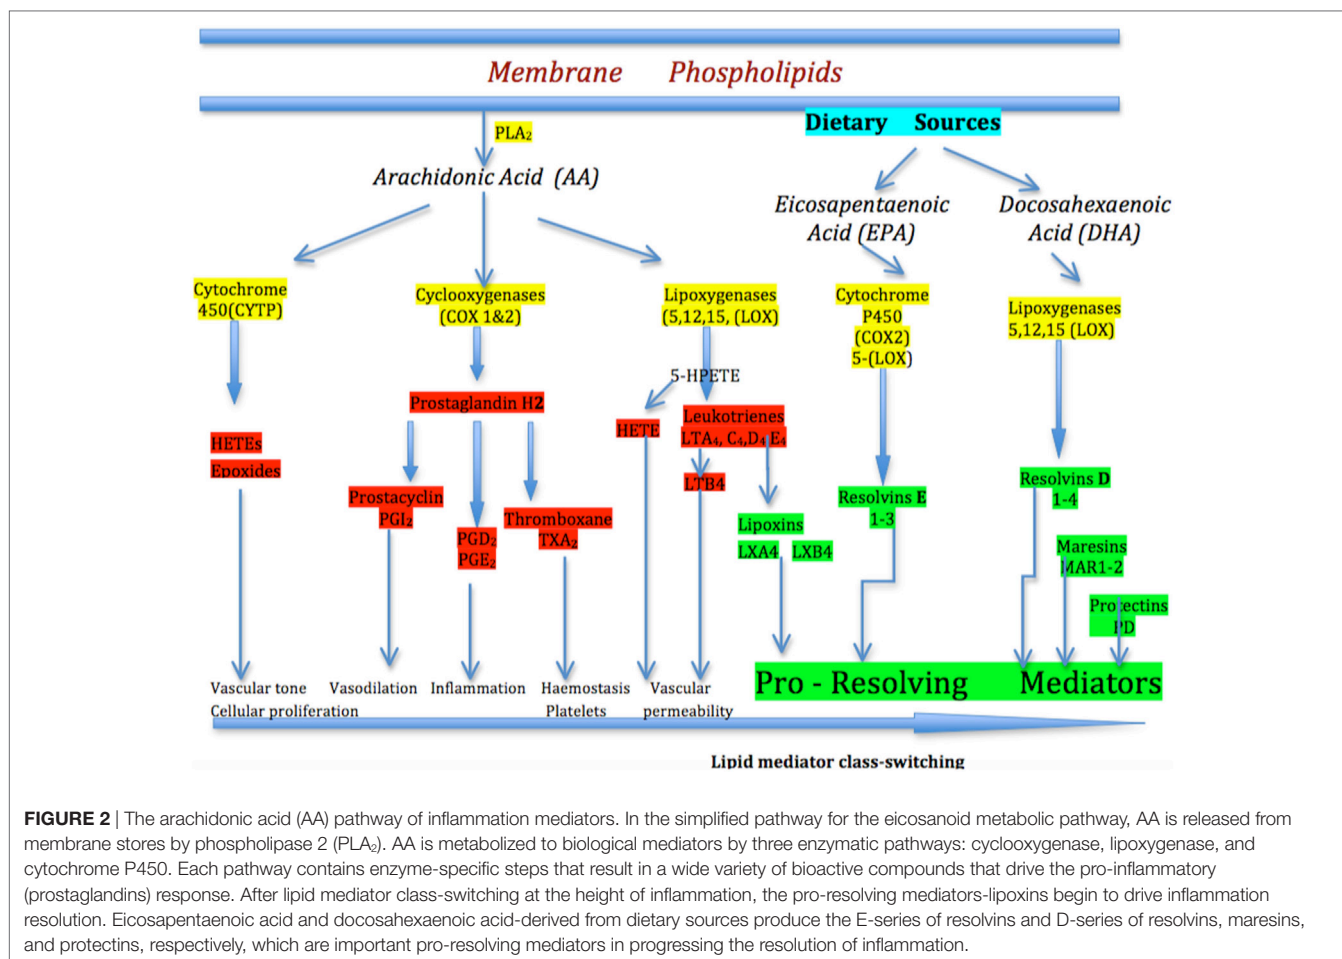 Membrane Phospholipids
PLA₂
Dietary Sources
Arachidonic Acid (AA)
Eicosapentaenoic
Acid (EPA)
Docosahexaenoic
Acid (DHA)
Cytochrome
450(CYTP)
Cyclooxygenases
(COX 1&2)
Lipoxygenases
(5,12,15, (LOX)
Cytochrome
P450
(COX2)
5-(LOX)
Lipoxygenases
5,12,15 (LOX)
5-HPETE
Prostaglandin H2
HETE
Leukotrienes
LTA₄, C₄,D₄ E₄
HETEs
Epoxides
LTB4
Prostacyclin
PGI₂
PGD₂
PGE₂
Thromboxane
TXA₂
Lipoxins
LXA4 LXB4
Resolvins E
1-3
Resolvins D
1-4
Maresins
MAR1-2
Protectins
PD
Vascular tone
Cellular proliferation
Vasodilation
Inflammation
Haemostasis
Platelets
Vascular
permeability
Pro - Resolving Mediators
Lipid mediator class-switching
FIGURE 2 | The arachidonic acid (AA) pathway of inflammation mediators. In the simplified pathway for the eicosanoid metabolic pathway, AA is released from
membrane stores by phospholipase 2 (PLA₂). AA is metabolized to biological mediators by three enzymatic pathways: cyclooxygenase, lipoxygenase, and
cytochrome P450. Each pathway contains enzyme-specific steps that result in a wide variety of bioactive compounds that drive the pro-inflammatory
(prostaglandins) response. After lipid mediator class-switching at the height of inflammation, the pro-resolving mediators-lipoxins begin to drive inflammation
resolution. Eicosapentaenoic acid and docosahexaenoic acid-derived from dietary sources produce the E-series of resolvins and D-series of resolvins, maresins,
and protectins, respectively, which are important pro-resolving mediators in progressing the resolution of inflammation.